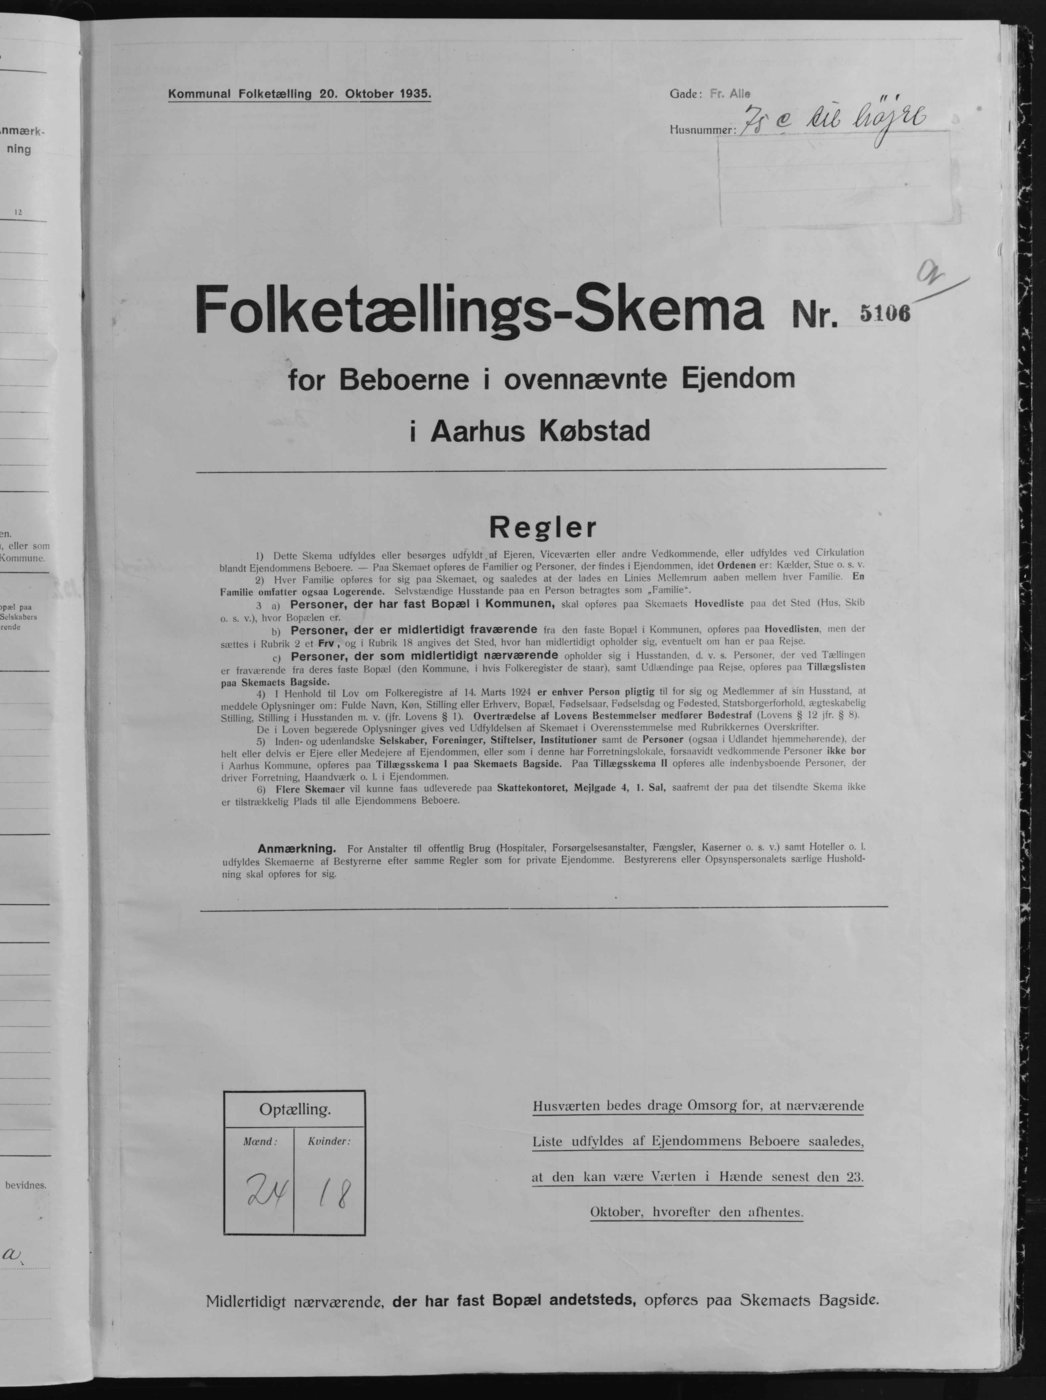 Kommunal Folketælling 20. Oktober 1935.
Gade: Fr. Alle
Husnummer: 75 c til højre
Folketællings-Skema Nr. 5106 a
for Beboerne i ovennævnte Ejendom
i Aarhus Købstad
Regler
1) Dette Skema udfyldes eller besørges udfyldt af Ejeren, Viceværten eller andre Vedkommende, eller udfyldes ved Cirkulation
blandt Ejendommens Beboere. — Paa Skemaet opføres de Familier og Personer, der findes i Ejendommen, idet Ordenen er: Kælder, Stue o. s. v.
2) Hver Familie opføres for sig paa Skemaet, og saaledes at der lades en Linies Mellemrum aaben mellem hver Familie. En
Familie omfatter ogsaa Logerende. Selvstændige Husstande paa en Person betragtes som „Familie".
3 a) Personer, der har fast Bopæl i Kommunen, skal opføres paa Skemaets Hovedliste paa det Sted (Hus, Skib
o. s. v.), hvor Bopælen er.
b) Personer, der er midlertidigt fraværende fra den faste Bopæl i Kommunen, opføres paa Hovedlisten, men der
sættes i Rubrik 2 et Frv, og i Rubrik 18 angives det Sted, hvor han midlertidigt opholder sig, eventuelt om han er paa Rejse.
c) Personer, der som midlertidigt nærværende opholder sig i Husstanden, d. v. s. Personer, der ved Tællingen
er fraværende fra deres faste Bopæl (den Kommune, i hvis Folkeregister de staar), samt Udlændinge paa Rejse, opføres paa Tillægslisten
paa Skemaets Bagside.
4) I Henhold til Lov om Folkeregistre af 14. Marts 1924 er enhver Person pligtig til for sig og Medlemmer af sin Husstand, at
meddele Oplysninger om: Fulde Navn, Køn, Stilling eller Erhverv, Bopæl, Fødselsaar, Fødselsdag og Fødested, Statsborgerforhold, ægteskabelig
Stilling, Stilling i Husstanden m. v. (jfr. Lovens § 1). Overtrædelse af Lovens Bestemmelser medfører Bødestraf (Lovens § 12 jfr. § 8).
De i Loven begærede Oplysninger gives ved Udfyldelsen af Skemaet i Overensstemmelse med Rubrikkernes Overskrifter.
5) Inden- og udenlandske Selskaber, Foreninger, Stiftelser, Institutioner samt de Personer (ogsaa i Udlandet hjemmehørende), der
helt eller delvis er Ejere eller Medejere af Ejendommen, eller som i denne har Forretningslokale, forsaavidt vedkommende Personer ikke bor
i Aarhus Kommune, opføres paa Tillægsskema I paa Skemaets Bagside. Paa Tillægsskema II opføres alle indenbysboende Personer, der
driver Forretning, Haandværk o. l. i Ejendommen.
6) Flere Skemaer vil kunne faas udleverede paa Skattekontoret, Mejlgade 4, 1. Sal, saafremt der paa det tilsendte Skema ikke
er tilstrækkelig Plads til alle Ejendommens Beboere.
Anmærkning. For Anstalter til offentlig Brug (Hospitaler, Forsørgelsesanstalter, Fængsler, Kaserner o. s. v.) samt Hoteller o. l.
udfyldes Skemaerne af Bestyrerne efter samme Regler som for private Ejendomme. Bestyrerens eller Opsynspersonalets særlige Hushold-
ning skal opføres for sig.
Optælling.
Mænd: Kvinder:
24 18
Husværten bedes drage Omsorg for, at nærværende
Liste udfyldes af Ejendommens Beboere saaledes,
at den kan være Værten i Hænde senest den 23.
Oktober, hvorefter den afhentes.
Midlertidigt nærværende, der har fast Bopæl andetsteds, opføres paa Skemaets Bagside.
nmærk-
ning
12
en.
, eller som
Kommune.
opæl paa
Selskabers
rende
bevidnes.
a